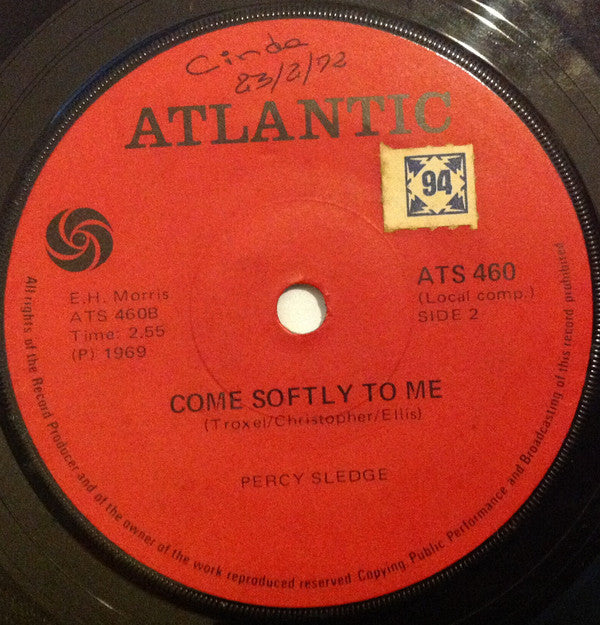 Cinda
23/2/72
ATLANTIC
94
E.H. Morris
ATS 460B
Time: 2.55
(P) 1969
ATS 460
(Local comp.)
SIDE 2
COME SOFTLY TO ME
(Troxel/Christopher/Ellis)
PERCY SLEDGE
All rights of the Record Producer and of the owner of the work reproduced reserved Copying, Public Performance and Broadcasting of this record prohibited